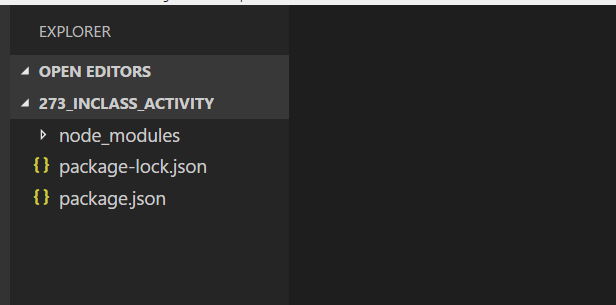 EXPLORER
OPEN EDITORS
273_INCLASS_ACTIVITY
node_modules
{} package-lock.json
{} package.json